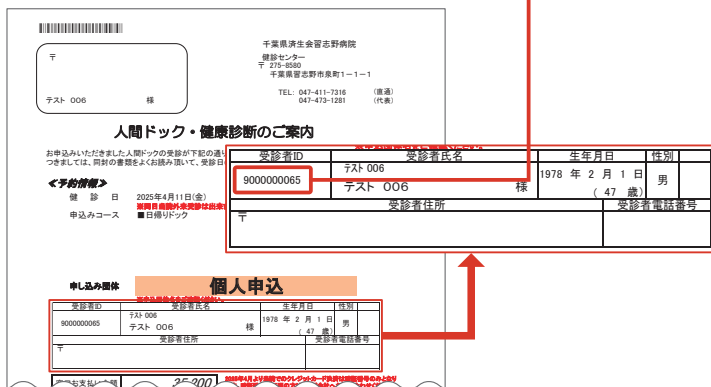 千葉県済生会習志野病院
健診センター
〒 275-8580
千葉県習志野市泉町1-1-1
TEL: 047-411-7316 (直通)
047-473-1281 (代表)
〒
テスト 006 様
人間ドック・健康診断のご案内
お申込みいただきました人間ドックの受診が下記の通り
つきましては、同封の書類をよくお読み頂いて、受診日
≪予約情報≫
健 診 日 2025年4月11日(金)
申込みコース ■日帰りドック
受診者ID 受診者氏名 生年月日 性別
9000000065 テスト 006 1978 年 2 月 1 日 男
テスト 006 様 ( 47 歳)
受診者住所 受診者電話番号
〒
申し込み団体 個人申込
受診者ID 受診者氏名 生年月日 性別
9000000065 テスト 006 1978 年 2 月 1 日 男
テスト 006 様 ( 47 歳)
受診者住所 受診者電話番号
〒